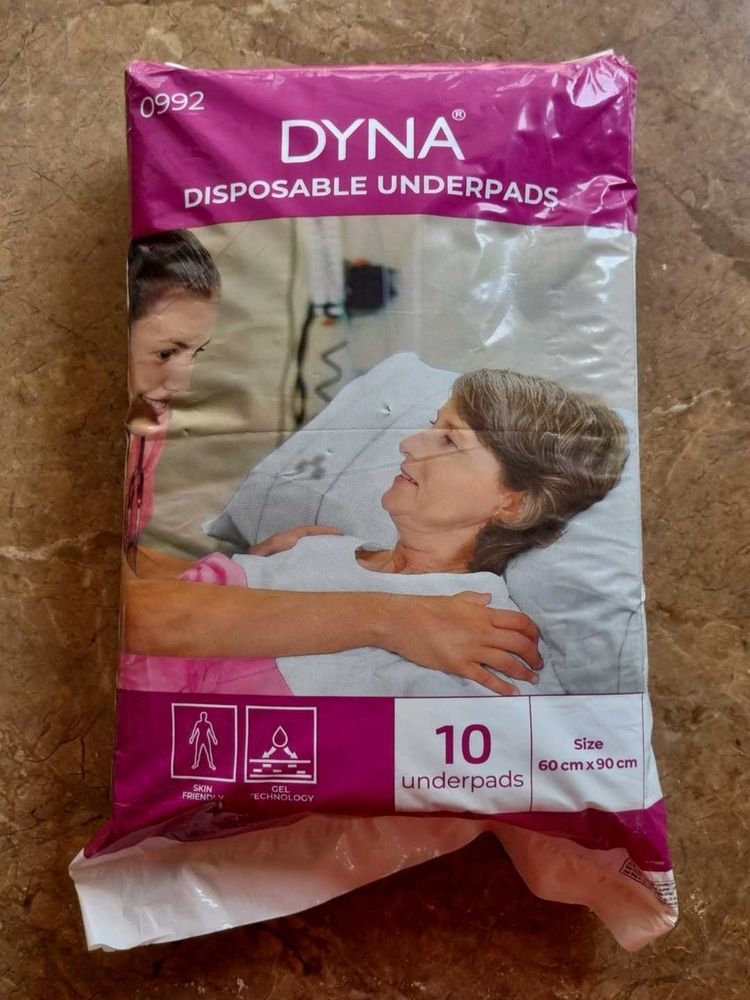 0992
DYNA®
DISPOSABLE UNDERPADS
SKIN
FRIENDLY
GEL
TECHNOLOGY
10
underpads
Size
60 cm x 90 cm